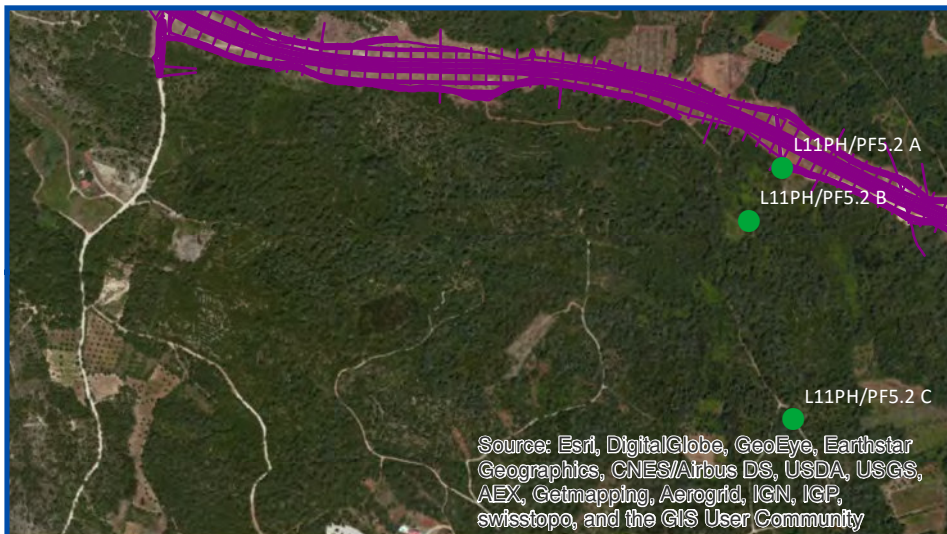 L11PH/PF5.2 A
L11PH/PF5.2 B
L11PH/PF5.2 C
Source: Esri, DigitalGlobe, GeoEye, Earthstar
Geographics, CNES/Airbus DS, USDA, USGS,
AEX, Getmapping, Aerogrid, IGN, IGP,
swisstopo, and the GIS User Community